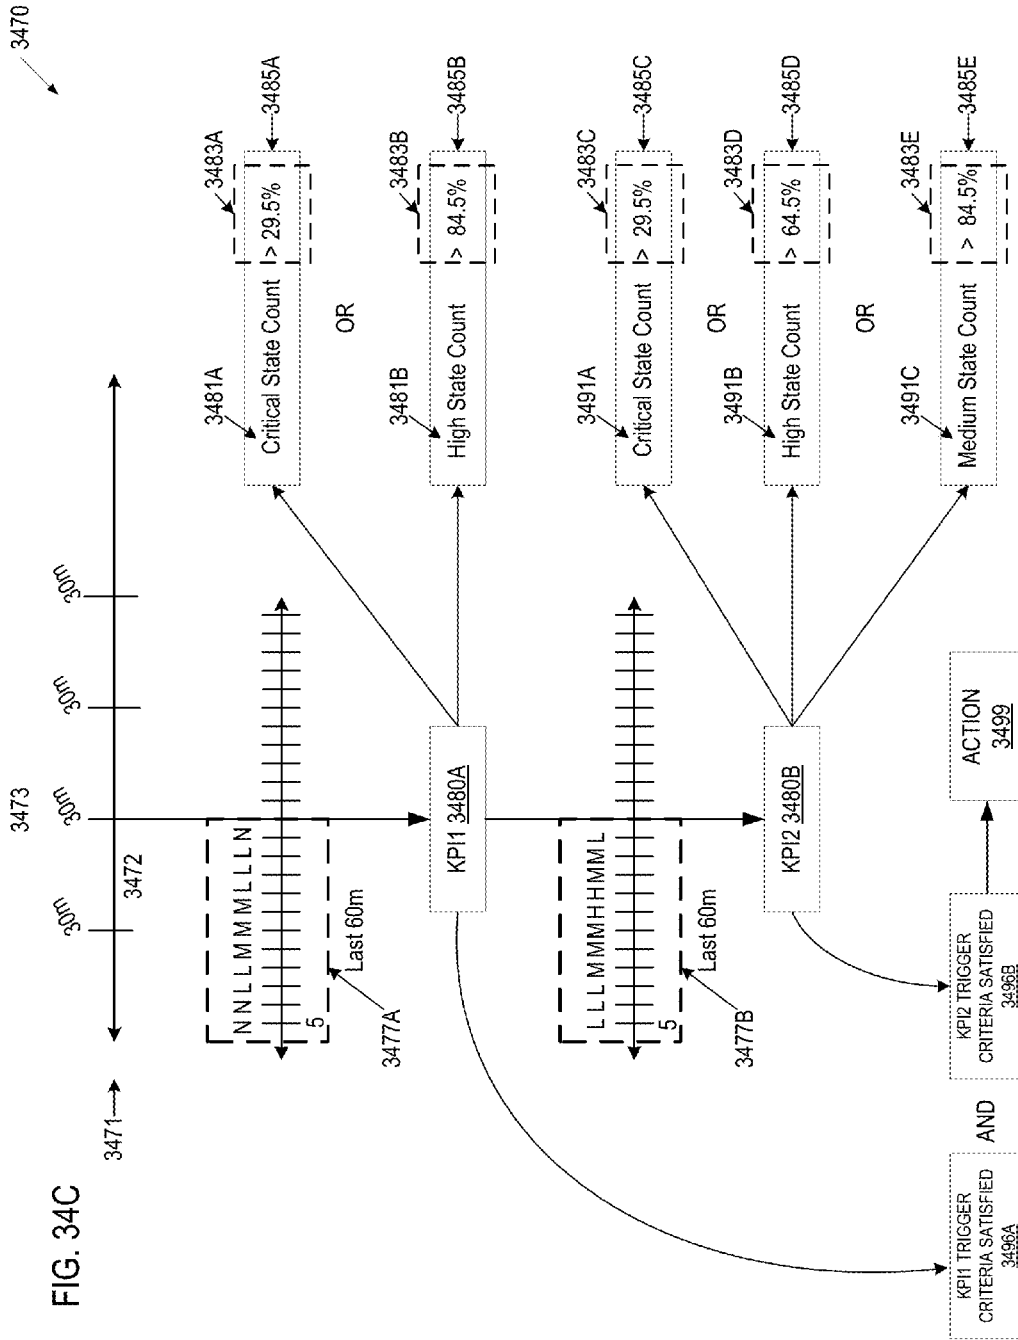 3470
FIG. 34C
3473
30m
30m
30m
30m
3471
3472
N N N L M M M L L L N
5
Last 60m
3477A
KPI1 3480A
3481A
Critical State Count
> 29.5%
3483A
3485A
OR
3481B
High State Count
> 84.5%
3483B
3485B
L L L M M M H H M M L
5
Last 60m
3477B
KPI2 3480B
3491A
Critical State Count
> 29.5%
3483C
3485C
OR
3491B
High State Count
> 64.5%
3483D
3485D
OR
3491C
Medium State Count
> 84.5%
3483E
3485E
KPI1 TRIGGER
CRITERIA SATISFIED
3496A
AND
KPI2 TRIGGER
CRITERIA SATISFIED
3496B
ACTION
3499